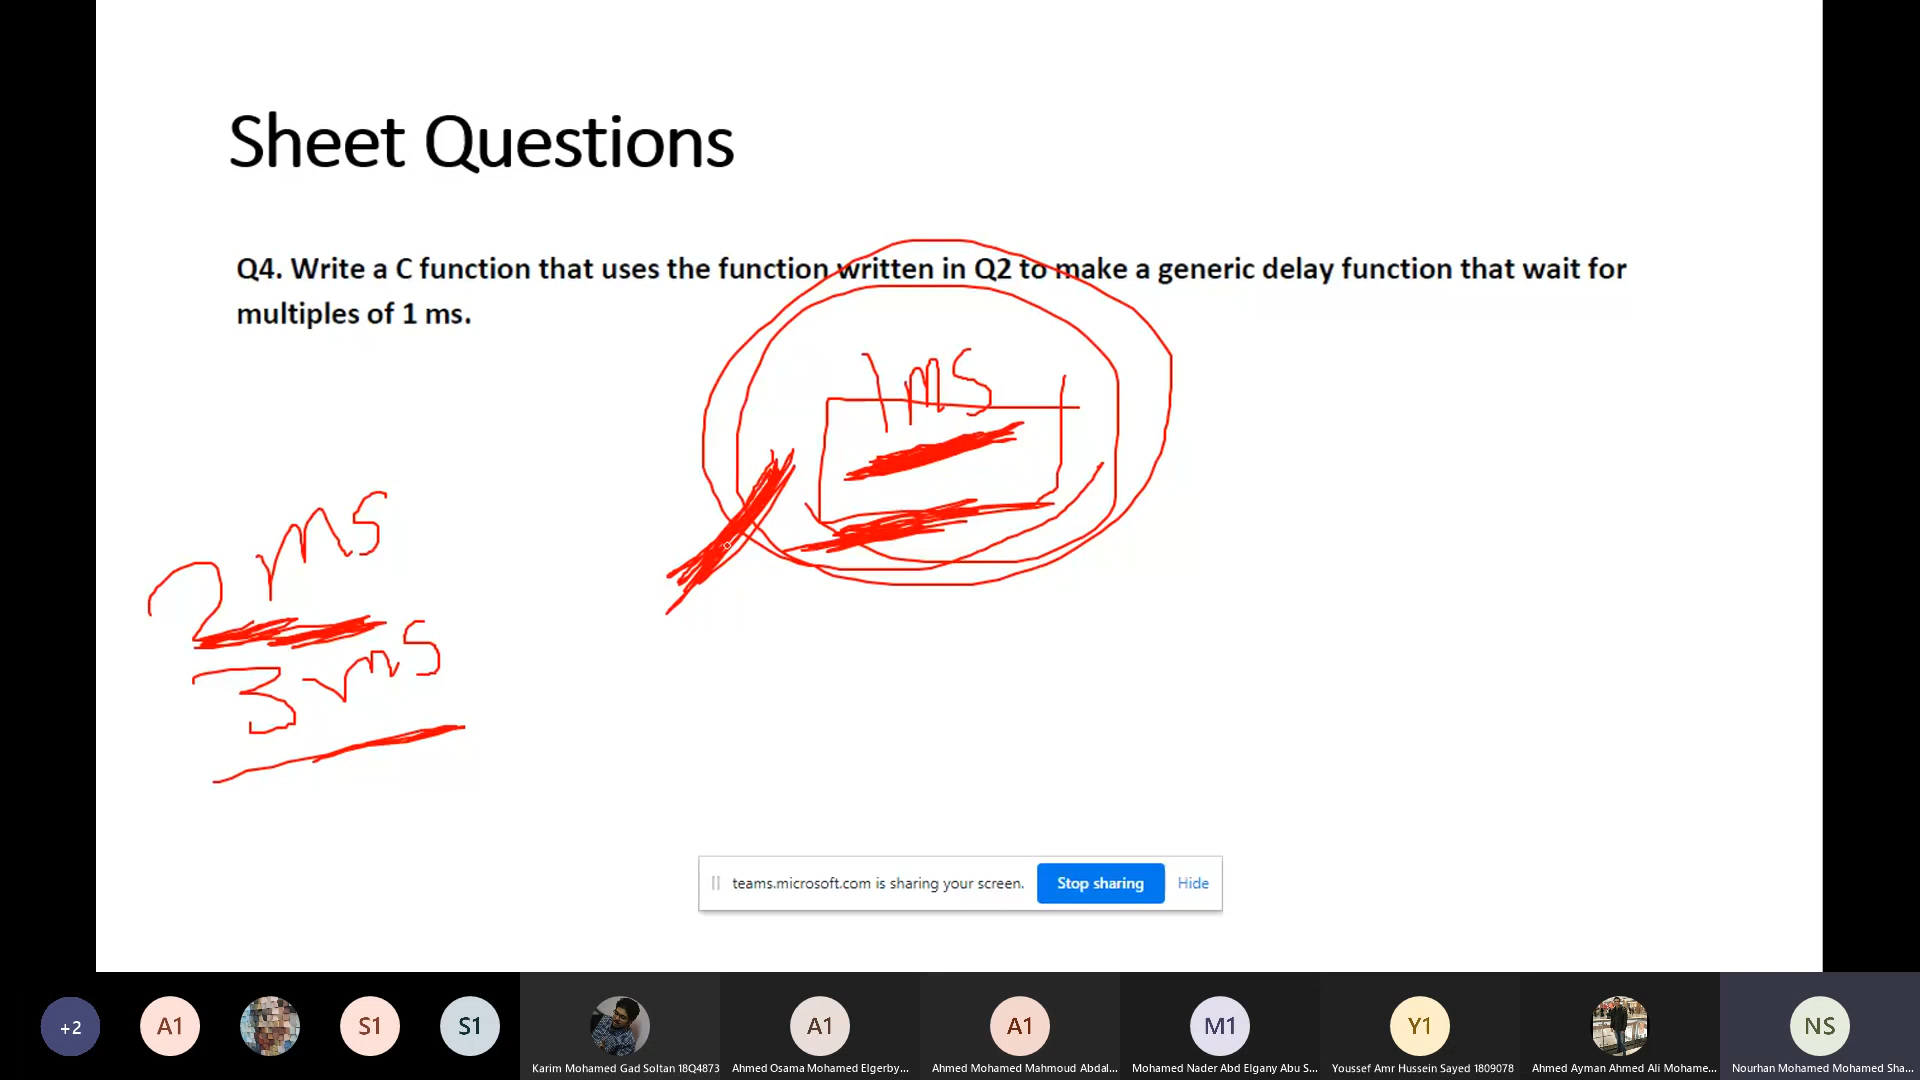 Sheet Questions
Q4. Write a C function that uses the function written in Q2 to make a generic delay function that wait for
multiples of 1 ms.
1ms
2ms
3ms
teams.microsoft.com is sharing your screen. Stop sharing Hide
+2 A1 S1 S1 A1 A1 M1 Y1 NS
Karim Mohamed Gad Soltan 18Q4873 Ahmed Osama Mohamed Elgerby... Ahmed Mohamed Mahmoud Abdal... Mohamed Nader Abd Elgany Abu S... Youssef Amr Hussein Sayed 1809078 Ahmed Ayman Ahmed Ali Mohame... Nourhan Mohamed Mohamed Sha...